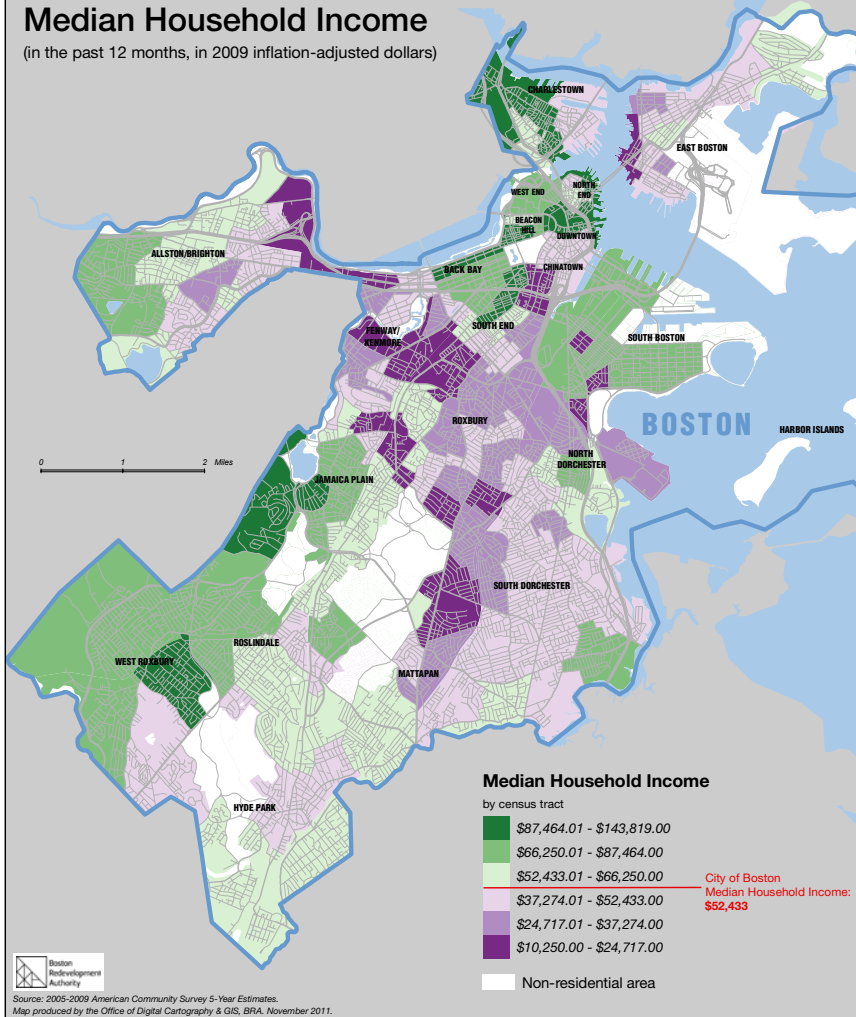 Median Household Income
(in the past 12 months, in 2009 inflation-adjusted dollars)
CHARLESTOWN
EAST BOSTON
WEST END
NORTH
END
BEACON
HILL
DOWNTOWN
ALLSTON/BRIGHTON
BACK BAY
CHINATOWN
SOUTH END
FENWAY/
KENMORE
SOUTH BOSTON
ROXBURY
BOSTON
HARBOR ISLANDS
NORTH
DORCHESTER
0 1 2 Miles
JAMAICA PLAIN
SOUTH DORCHESTER
ROSLINDALE
WEST ROXBURY
MATTAPAN
HYDE PARK
Median Household Income
by census tract
$87,464.01 - $143,819.00
$66,250.01 - $87,464.00
$52,433.01 - $66,250.00
$37,274.01 - $52,433.00
$24,717.01 - $37,274.00
$10,250.00 - $24,717.00
Non-residential area
City of Boston
Median Household Income:
$52,433
Boston
Redevelopment
Authority
Source: 2005-2009 American Community Survey 5-Year Estimates.
Map produced by the Office of Digital Cartography & GIS, BRA. November 2011.